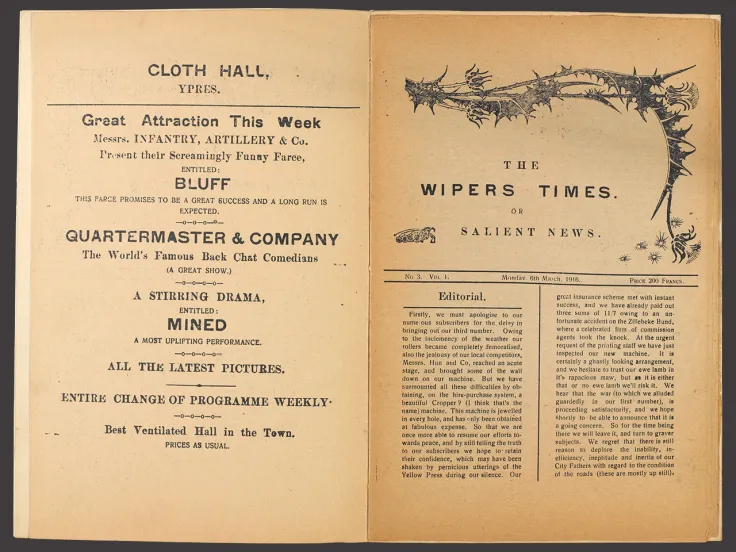 CLOTH HALL,
YPRES.
Great Attraction This Week
Messrs. INFANTRY, ARTILLERY & Co.
Present their Screamingly Funny Farce,
ENTITLED:
BLUFF
THIS FARCE PROMISES TO BE A GREAT SUCCESS AND A LONG RUN IS
EXPECTED.
QUARTERMASTER & COMPANY
The World's Famous Back Chat Comedians
(A GREAT SHOW.)
A STIRRING DRAMA,
ENTITLED:
MINED
A MOST UPLIFTING PERFORMANCE.
ALL THE LATEST PICTURES.
ENTIRE CHANGE OF PROGRAMME WEEKLY.
Best Ventilated Hall in the Town.
PRICES AS USUAL.
THE
WIPERS TIMES.
OR
SALIENT NEWS.
No 3. Vol 1. Monday, 6th March, 1916. Price 200 Francs.
Editorial.
Firstly, we must apologise to our
numerous subscribers for the delay in
bringing out our third number. Owing
to the inclemency of the weather our
rollers became completely demoralised,
also the jealousy of our local competitors,
Messrs. Hun and Co, reached an acute
stage, and brought some of the wall
down on our machine. But we have
surmounted all these difficulties by ob-
taining, on the hire-purchase system, a
beautiful Cropper? (I think that's the
name) machine. This machine is jewelled
in every hole, and has only been obtained
at fabulous expense. So that we are
once more able to resume our efforts to-
wards peace, and by still telling the truth
to our subscribers we hope to retain
their confidence, which may have been
shaken by pernicious utterings of the
Yellow Press during our silence. Our
great insurance scheme met with instant
success, and we have already paid out
three sums of 11/7 owing to an un-
fortunate accident on the Zillebeke Bund,
where a celebrated firm of commission
agents took the knock. At the urgent
request of the printing staff we have just
inspected our new machine. It is
certainly a ghastly looking arrangement,
and we hesitate to trust our ewe lamb in
it's rapacious maw, but as it is either
that or no ewe lamb we'll risk it. We
hear that the war (to which we alluded
guardedly in our first number), is
proceeding satisfactorily, and we hope
shortly to be able to announce that it is
a going concern. So for the time being
there we will leave it, and turn to graver
subjects. We regret that there is still
reason to deplore the inability, in-
efficiency, ineptitude and inertia of our
City Fathers with regard to the condition
of the roads (these are mostly up still).